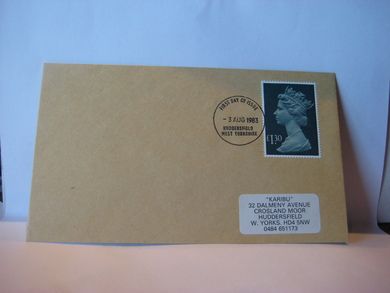 FIRST DAY OF ISSUE
- 3 AUG 1983
HUDDERSFIELD
WEST YORKSHIRE
£1.30
"KARIBU"
32 DALMENY AVENUE
CROSLAND MOOR
HUDDERSFIELD
W. YORKS, HD4 5NW
0484 651173